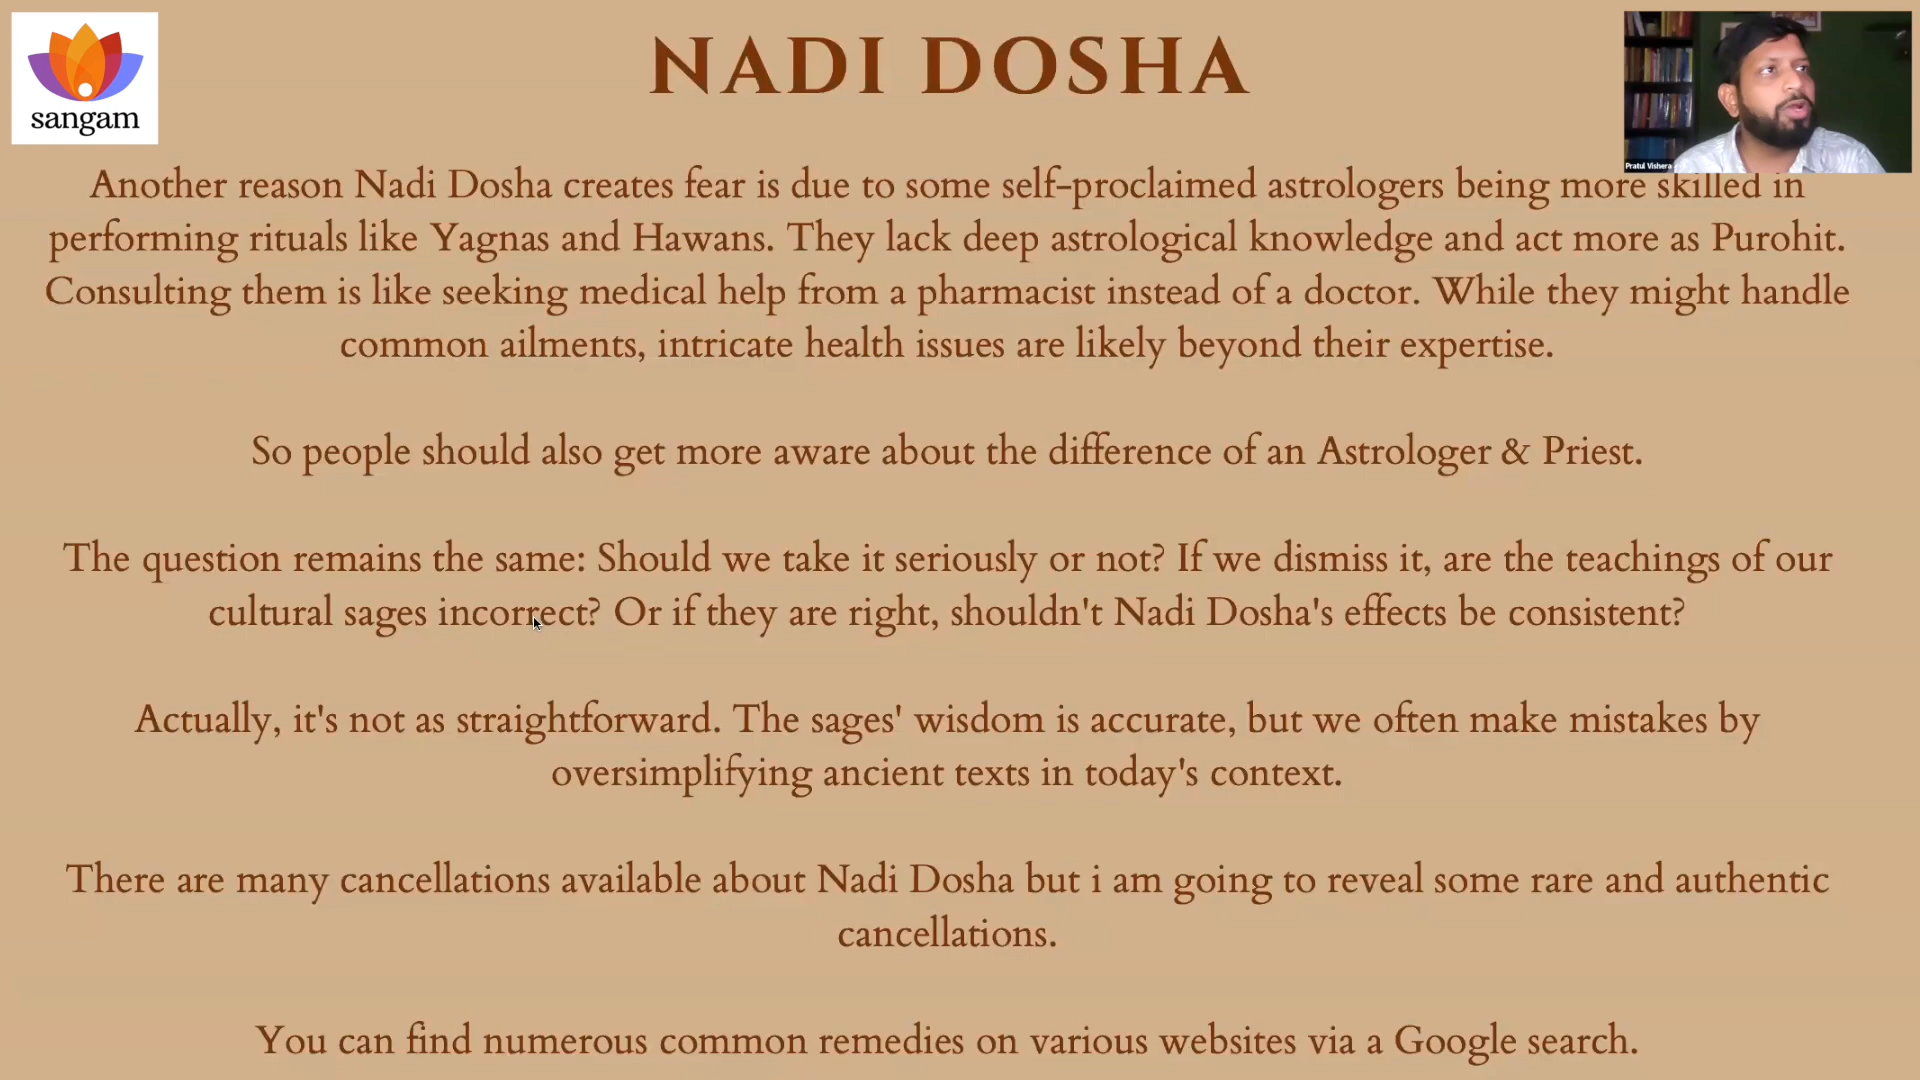 sangam
NADI DOSHA
Pratul Vishera
Another reason Nadi Dosha creates fear is due to some self-proclaimed astrologers being more skilled in
performing rituals like Yagnas and Hawans. They lack deep astrological knowledge and act more as Purohit.
Consulting them is like seeking medical help from a pharmacist instead of a doctor. While they might handle
common ailments, intricate health issues are likely beyond their expertise.
So people should also get more aware about the difference of an Astrologer & Priest.
The question remains the same: Should we take it seriously or not? If we dismiss it, are the teachings of our
cultural sages incorrect? Or if they are right, shouldn't Nadi Dosha's effects be consistent?
Actually, it's not as straightforward. The sages' wisdom is accurate, but we often make mistakes by
oversimplifying ancient texts in today's context.
There are many cancellations available about Nadi Dosha but i am going to reveal some rare and authentic
cancellations.
You can find numerous common remedies on various websites via a Google search.